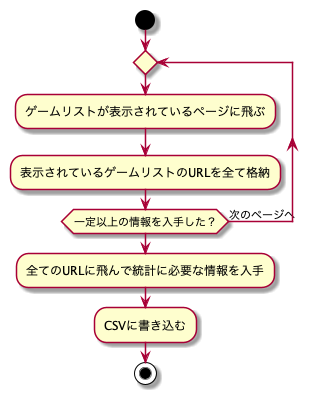 ゲームリストが表示されているページに飛ぶ
表示されているゲームリストのURLを全て格納
一定以上の情報を入手した？
次のページへ
全てのURLに飛んで統計に必要な情報を入手
CSVに書き込む